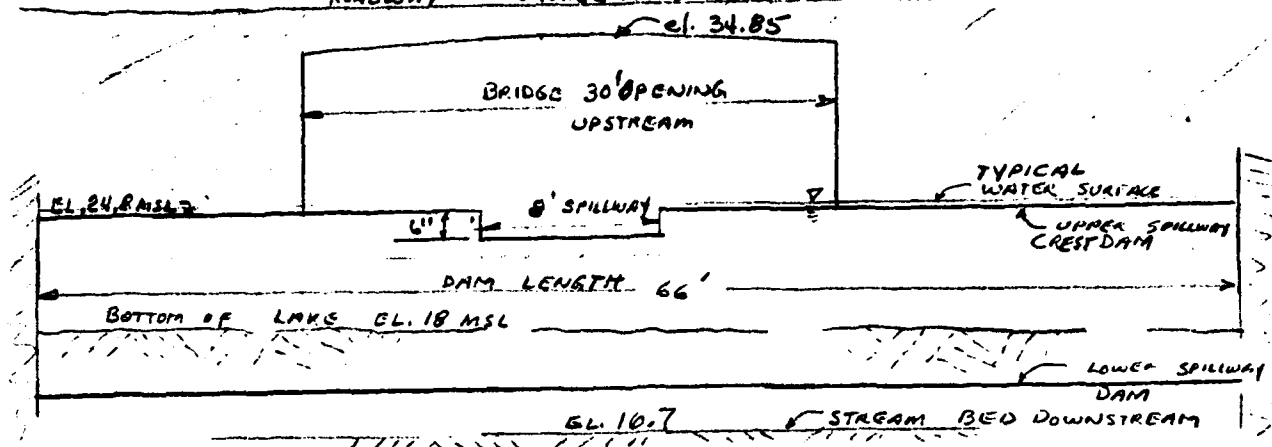 el. 34.85
BRIDGE 30' OPENING
UPSTREAM
TYPICAL
WATER SURFACE
EL. 24.8 MSL
6"
8' SPILLWAY
UPPER SPILLWAY
CREST DAM
DAM LENGTH 66'
BOTTOM OF LAKE EL. 18 MSL
LOWER SPILLWAY
DAM
EL. 16.7
STREAM BED DOWNSTREAM